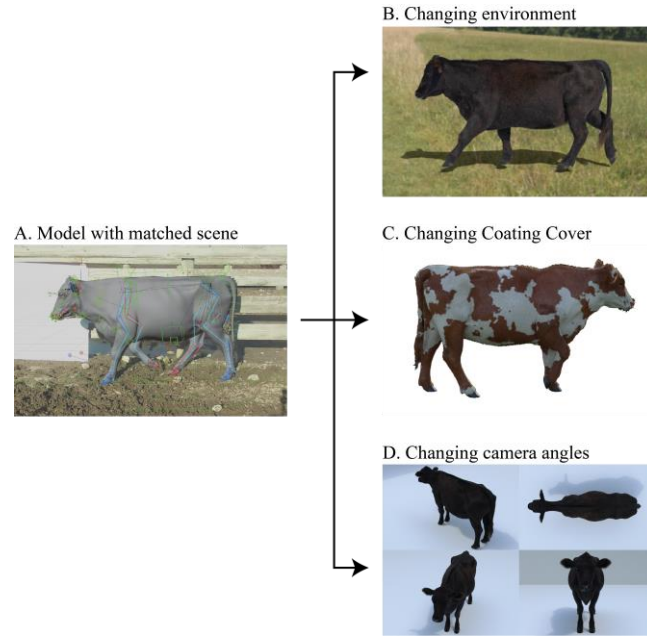 B. Changing environment
A. Model with matched scene
C. Changing Coating Cover
D. Changing camera angles